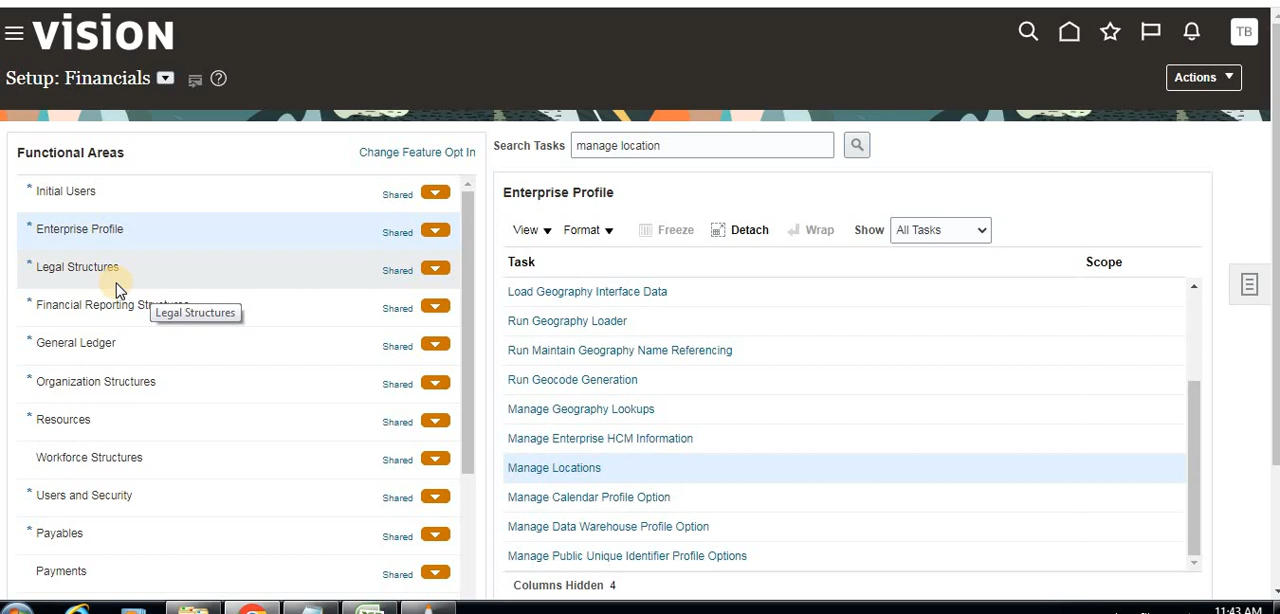 VISION
TB
Setup: Financials
Actions
Functional Areas
Change Feature Opt In
Search Tasks manage location
* Initial Users Shared
* Enterprise Profile Shared
* Legal Structures Shared
* Financial Reporting Structures Shared
Legal Structures
* General Ledger Shared
* Organization Structures Shared
* Resources Shared
Workforce Structures Shared
* Users and Security Shared
* Payables Shared
Payments Shared
Enterprise Profile
View Format Freeze Detach Wrap Show All Tasks
Task Scope
Load Geography Interface Data
Run Geography Loader
Run Maintain Geography Name Referencing
Run Geocode Generation
Manage Geography Lookups
Manage Enterprise HCM Information
Manage Locations
Manage Calendar Profile Option
Manage Data Warehouse Profile Option
Manage Public Unique Identifier Profile Options
Columns Hidden 4
11:43 AM